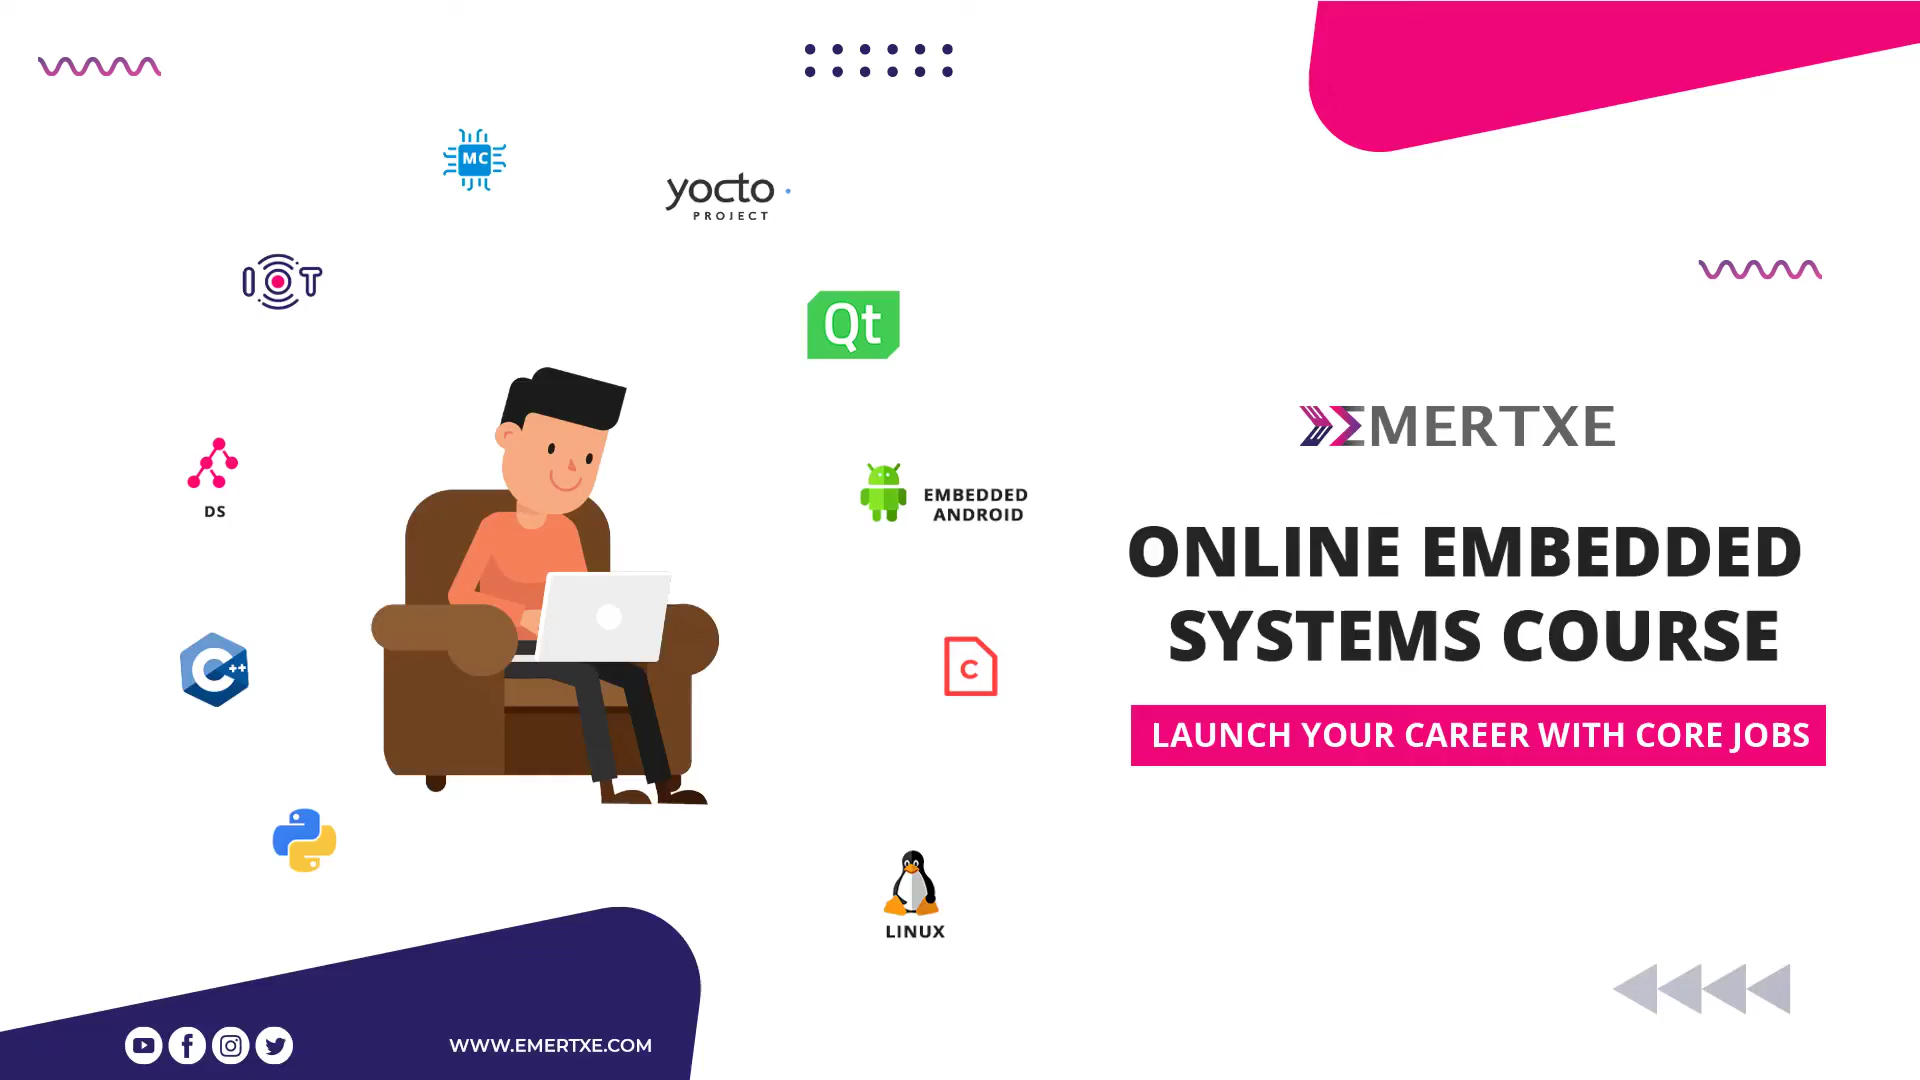 MC
yocto
PROJECT
IOT
Qt
EMERTXE
EMBEDDED
ANDROID
DS
ONLINE EMBEDDED
SYSTEMS COURSE
C++
C
LAUNCH YOUR CAREER WITH CORE JOBS
LINUX
WWW.EMERTXE.COM